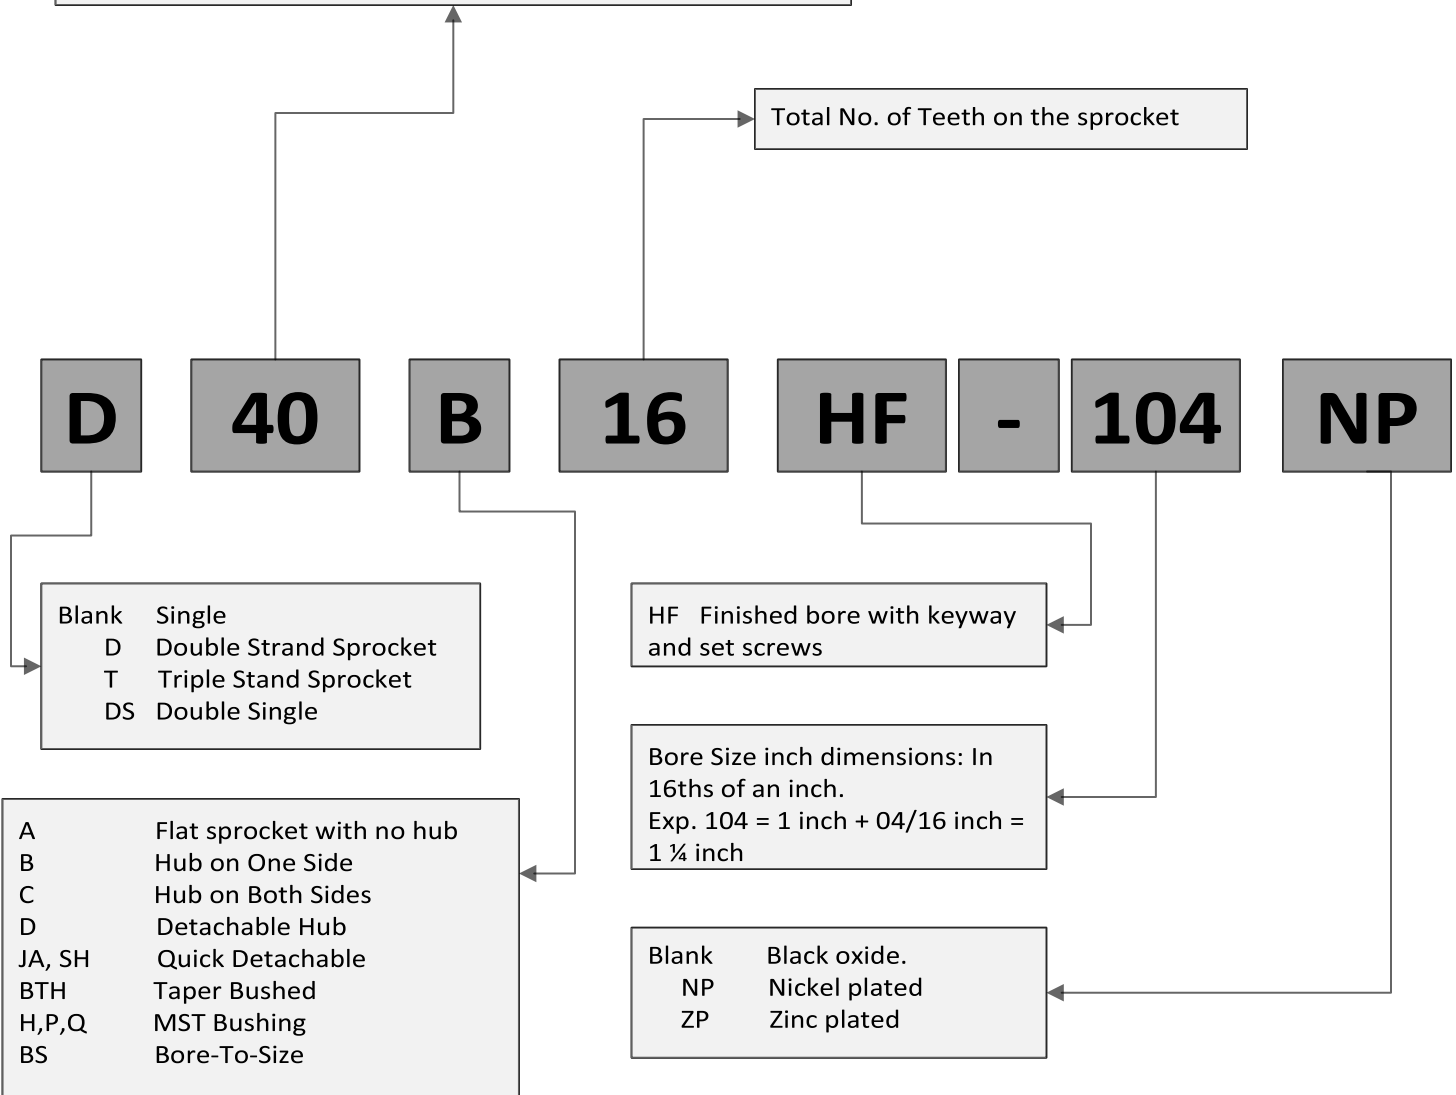 Total No. of Teeth on the sprocket
D 40 B 16 HF - 104 NP
Blank Single
D Double Strand Sprocket
T Triple Stand Sprocket
DS Double Single
A Flat sprocket with no hub
B Hub on One Side
C Hub on Both Sides
D Detachable Hub
JA, SH Quick Detachable
BTH Taper Bushed
H,P,Q MST Bushing
BS Bore-To-Size
HF Finished bore with keyway
and set screws
Bore Size inch dimensions: In
16ths of an inch.
Exp. 104 = 1 inch + 04/16 inch =
1 ¼ inch
Blank Black oxide.
NP Nickel plated
ZP Zinc plated